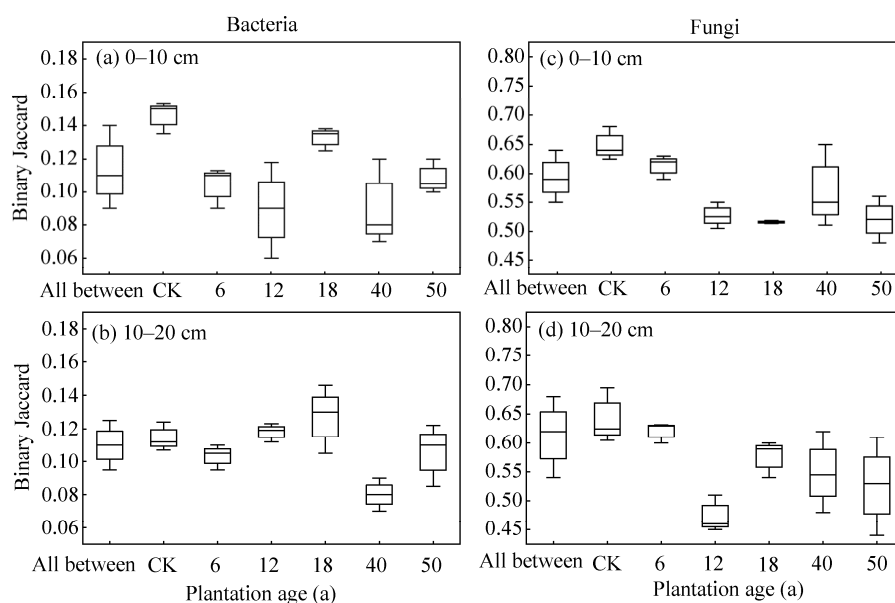 Bacteria
Fungi
(a) 0–10 cm
(c) 0–10 cm
Binary Jaccard
0.18
0.16
0.14
0.12
0.10
0.08
0.06
0.80
0.75
0.70
0.65
0.60
0.55
0.50
0.45
All between CK 6 12 18 40 50
All between CK 6 12 18 40 50
(b) 10–20 cm
(d) 10–20 cm
Binary Jaccard
0.18
0.16
0.14
0.12
0.10
0.08
0.06
0.80
0.75
0.70
0.65
0.60
0.55
0.50
0.45
All between CK 6 12 18 40 50
All between CK 6 12 18 40 50
Plantation age (a)
Plantation age (a)